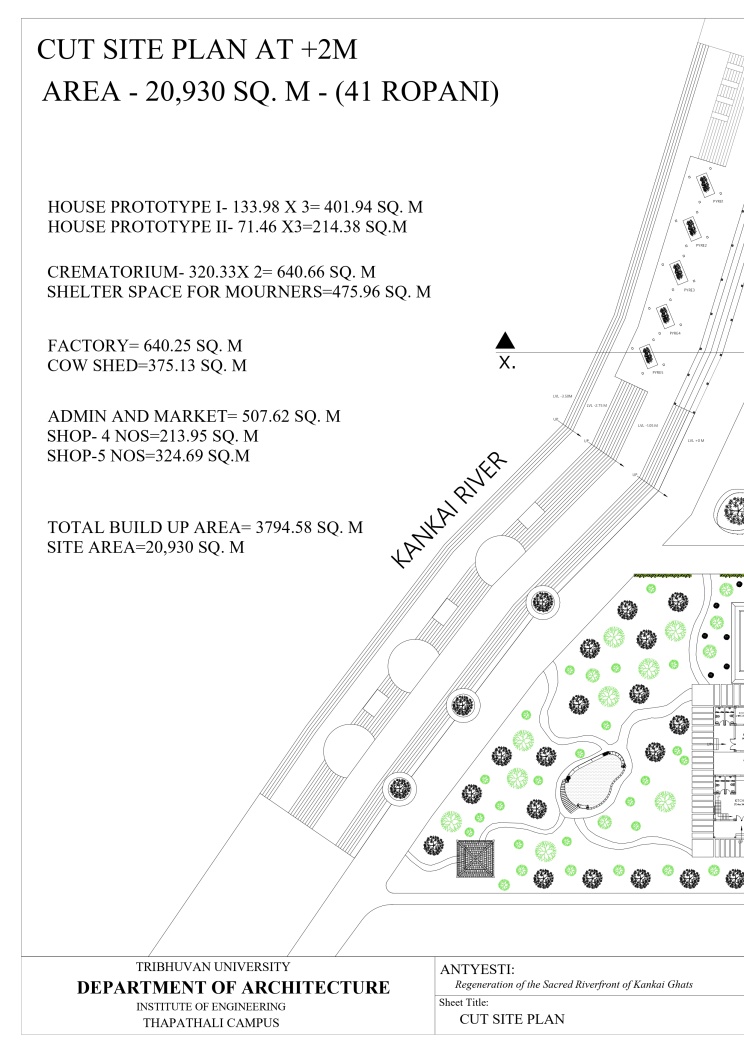 CUT SITE PLAN AT +2M
AREA - 20,930 SQ. M - (41 ROPANI)
HOUSE PROTOTYPE I- 133.98 X 3= 401.94 SQ. M
HOUSE PROTOTYPE II- 71.46 X3=214.38 SQ.M
CREMATORIUM- 320.33X 2= 640.66 SQ. M
SHELTER SPACE FOR MOURNERS=475.96 SQ. M
FACTORY= 640.25 SQ. M
COW SHED=375.13 SQ. M
ADMIN AND MARKET= 507.62 SQ. M
SHOP- 4 NOS=213.95 SQ. M
SHOP-5 NOS=324.69 SQ.M
TOTAL BUILD UP AREA= 3794.58 SQ. M
SITE AREA=20,930 SQ. M
PYRE2
PYRE3
PYRE4
X.
UP
UP
UP
KANKAI RIVER
TRIBHUVAN UNIVERSITY
DEPARTMENT OF ARCHITECTURE
INSTITUTE OF ENGINEERING
THAPATHALI CAMPUS
ANTYESTI:
Regeneration of the Sacred Riverfront of Kankai Ghats
Sheet Title:
CUT SITE PLAN